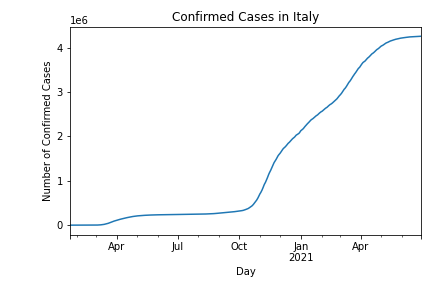 Confirmed Cases in Italy
1e6
Number of Confirmed Cases
4
3
2
1
0
Apr Jul Oct Jan Apr
2021
Day